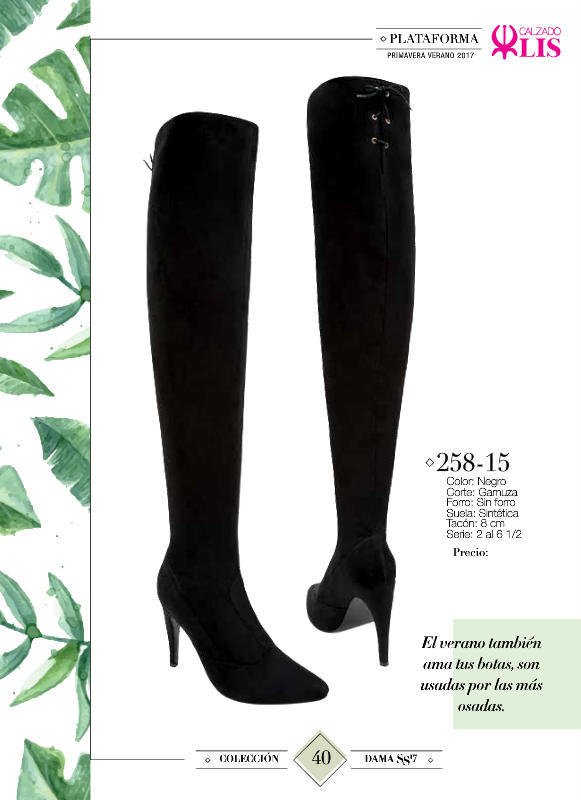 PLATAFORMA
PRIMAVERA VERANO 2017
CALZADO
LIS
258-15
Color: Negro
Corte: Gamuza
Forro: Sin forro
Suela: Sintética
Tacón: 8 cm
Serie: 2 al 6 1/2
Precio:
El verano también
ama tus botas, son
usadas por las más
osadas.
COLECCIÓN
40
DAMA SS'7